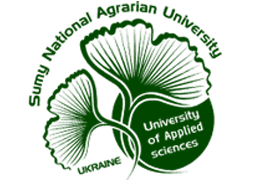 Sumy National Agrarian University
University
of Applied
sciences
UKRAINE